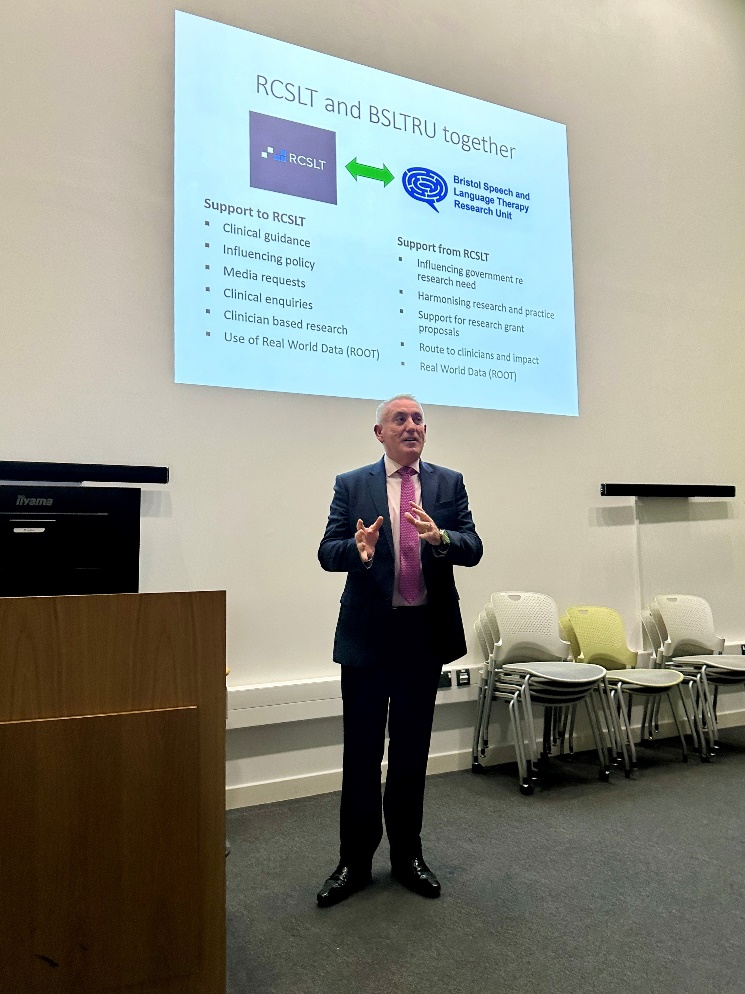 RCSLT and BSLTRU together
RCSLT
Bristol Speech and
Language Therapy
Research Unit
Support to RCSLT
▪ Clinical guidance
▪ Influencing policy
▪ Media requests
▪ Clinical enquiries
▪ Clinician based research
▪ Use of Real World Data (ROOT)
Support from RCSLT
▪ Influencing government re
research need
▪ Harmonising research and practice
▪ Support for research grant
proposals
▪ Route to clinicians and impact
▪ Real World Data (ROOT)
iiyama